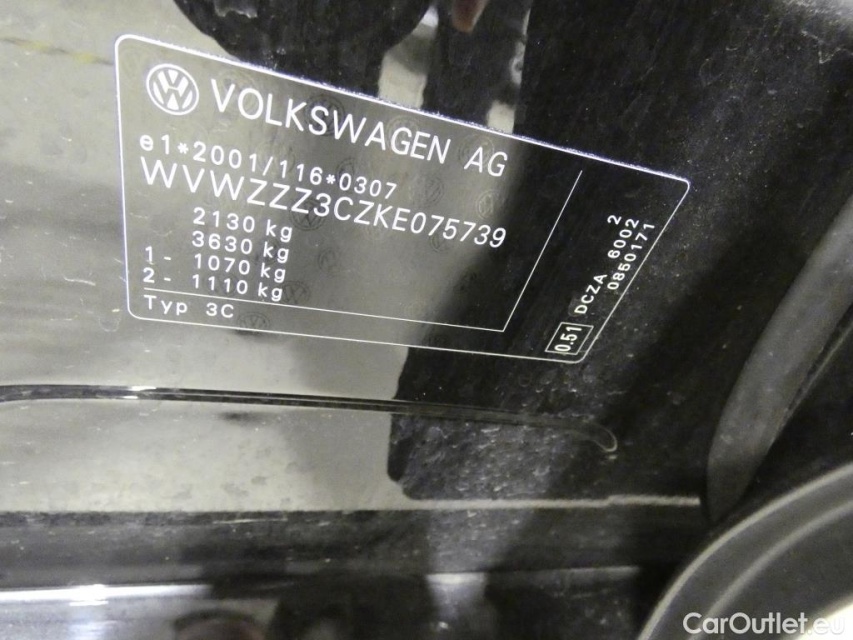 VOLKSWAGEN AG
e1*2001/116*0307
WVWZZZ3CZKE075739
2130 kg
3630 kg
1 - 1070 kg
2 - 1110 kg
Typ 3C
2
DCZA 6002
0850171
0.51
CarOutlet.eu